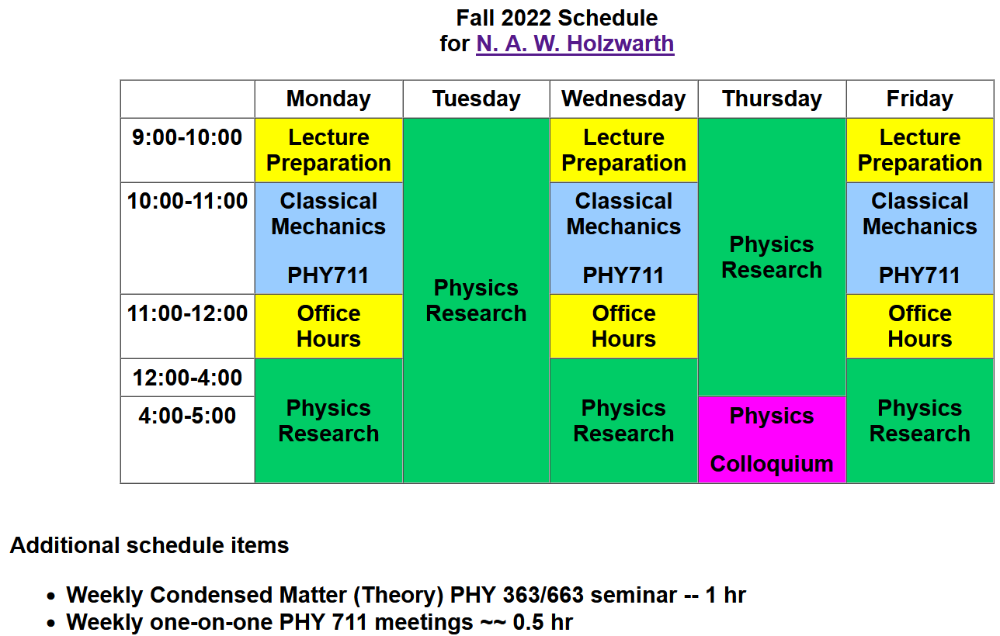 Fall 2022 Schedule
for N. A. W. Holzwarth
Monday Tuesday Wednesday Thursday Friday
9:00-10:00
Lecture
Preparation
Lecture
Preparation
Lecture
Preparation
10:00-11:00
Classical
Mechanics
PHY711
Classical
Mechanics
PHY711
Classical
Mechanics
PHY711
Physics
Research
Physics
Research
11:00-12:00
Office
Hours
Office
Hours
Office
Hours
12:00-4:00
4:00-5:00
Physics
Research
Physics
Research
Physics
Colloquium
Physics
Research
Additional schedule items
• Weekly Condensed Matter (Theory) PHY 363/663 seminar -- 1 hr
• Weekly one-on-one PHY 711 meetings ~~ 0.5 hr